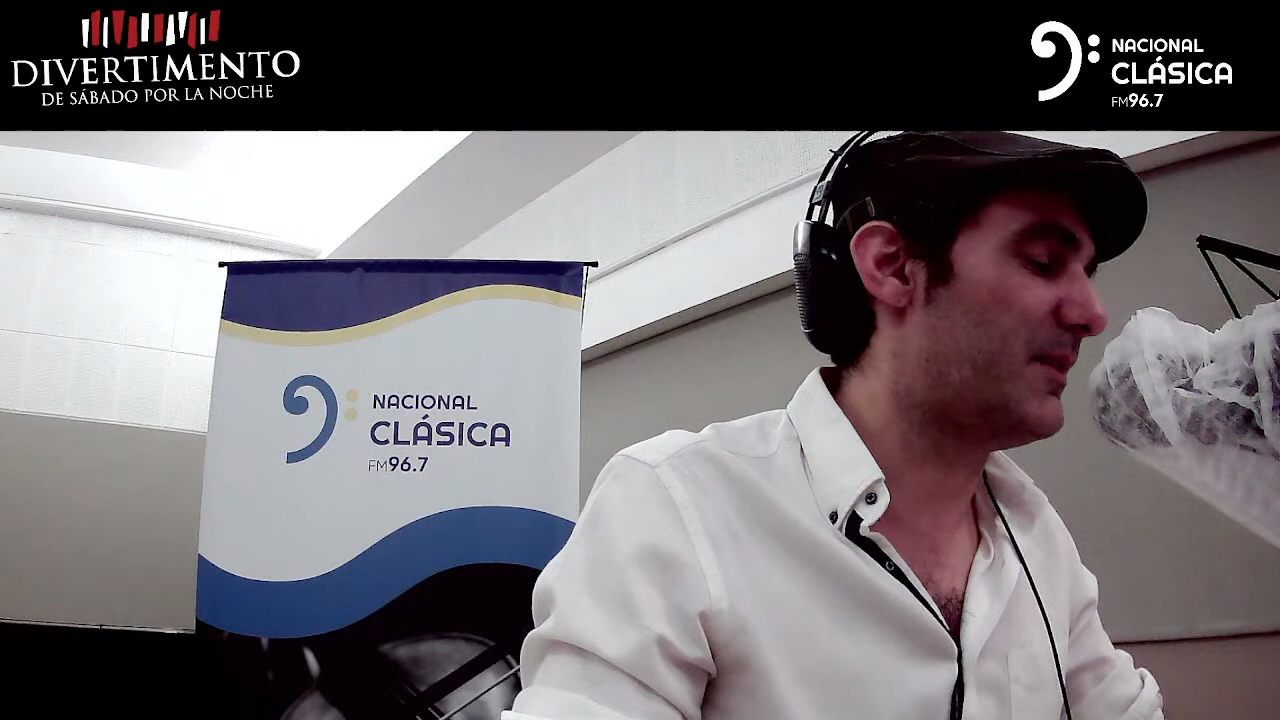 DIVERTIMENTO
DE SÁBADO POR LA NOCHE
NACIONAL
CLÁSICA
FM96.7
NACIONAL
CLÁSICA
FM96.7